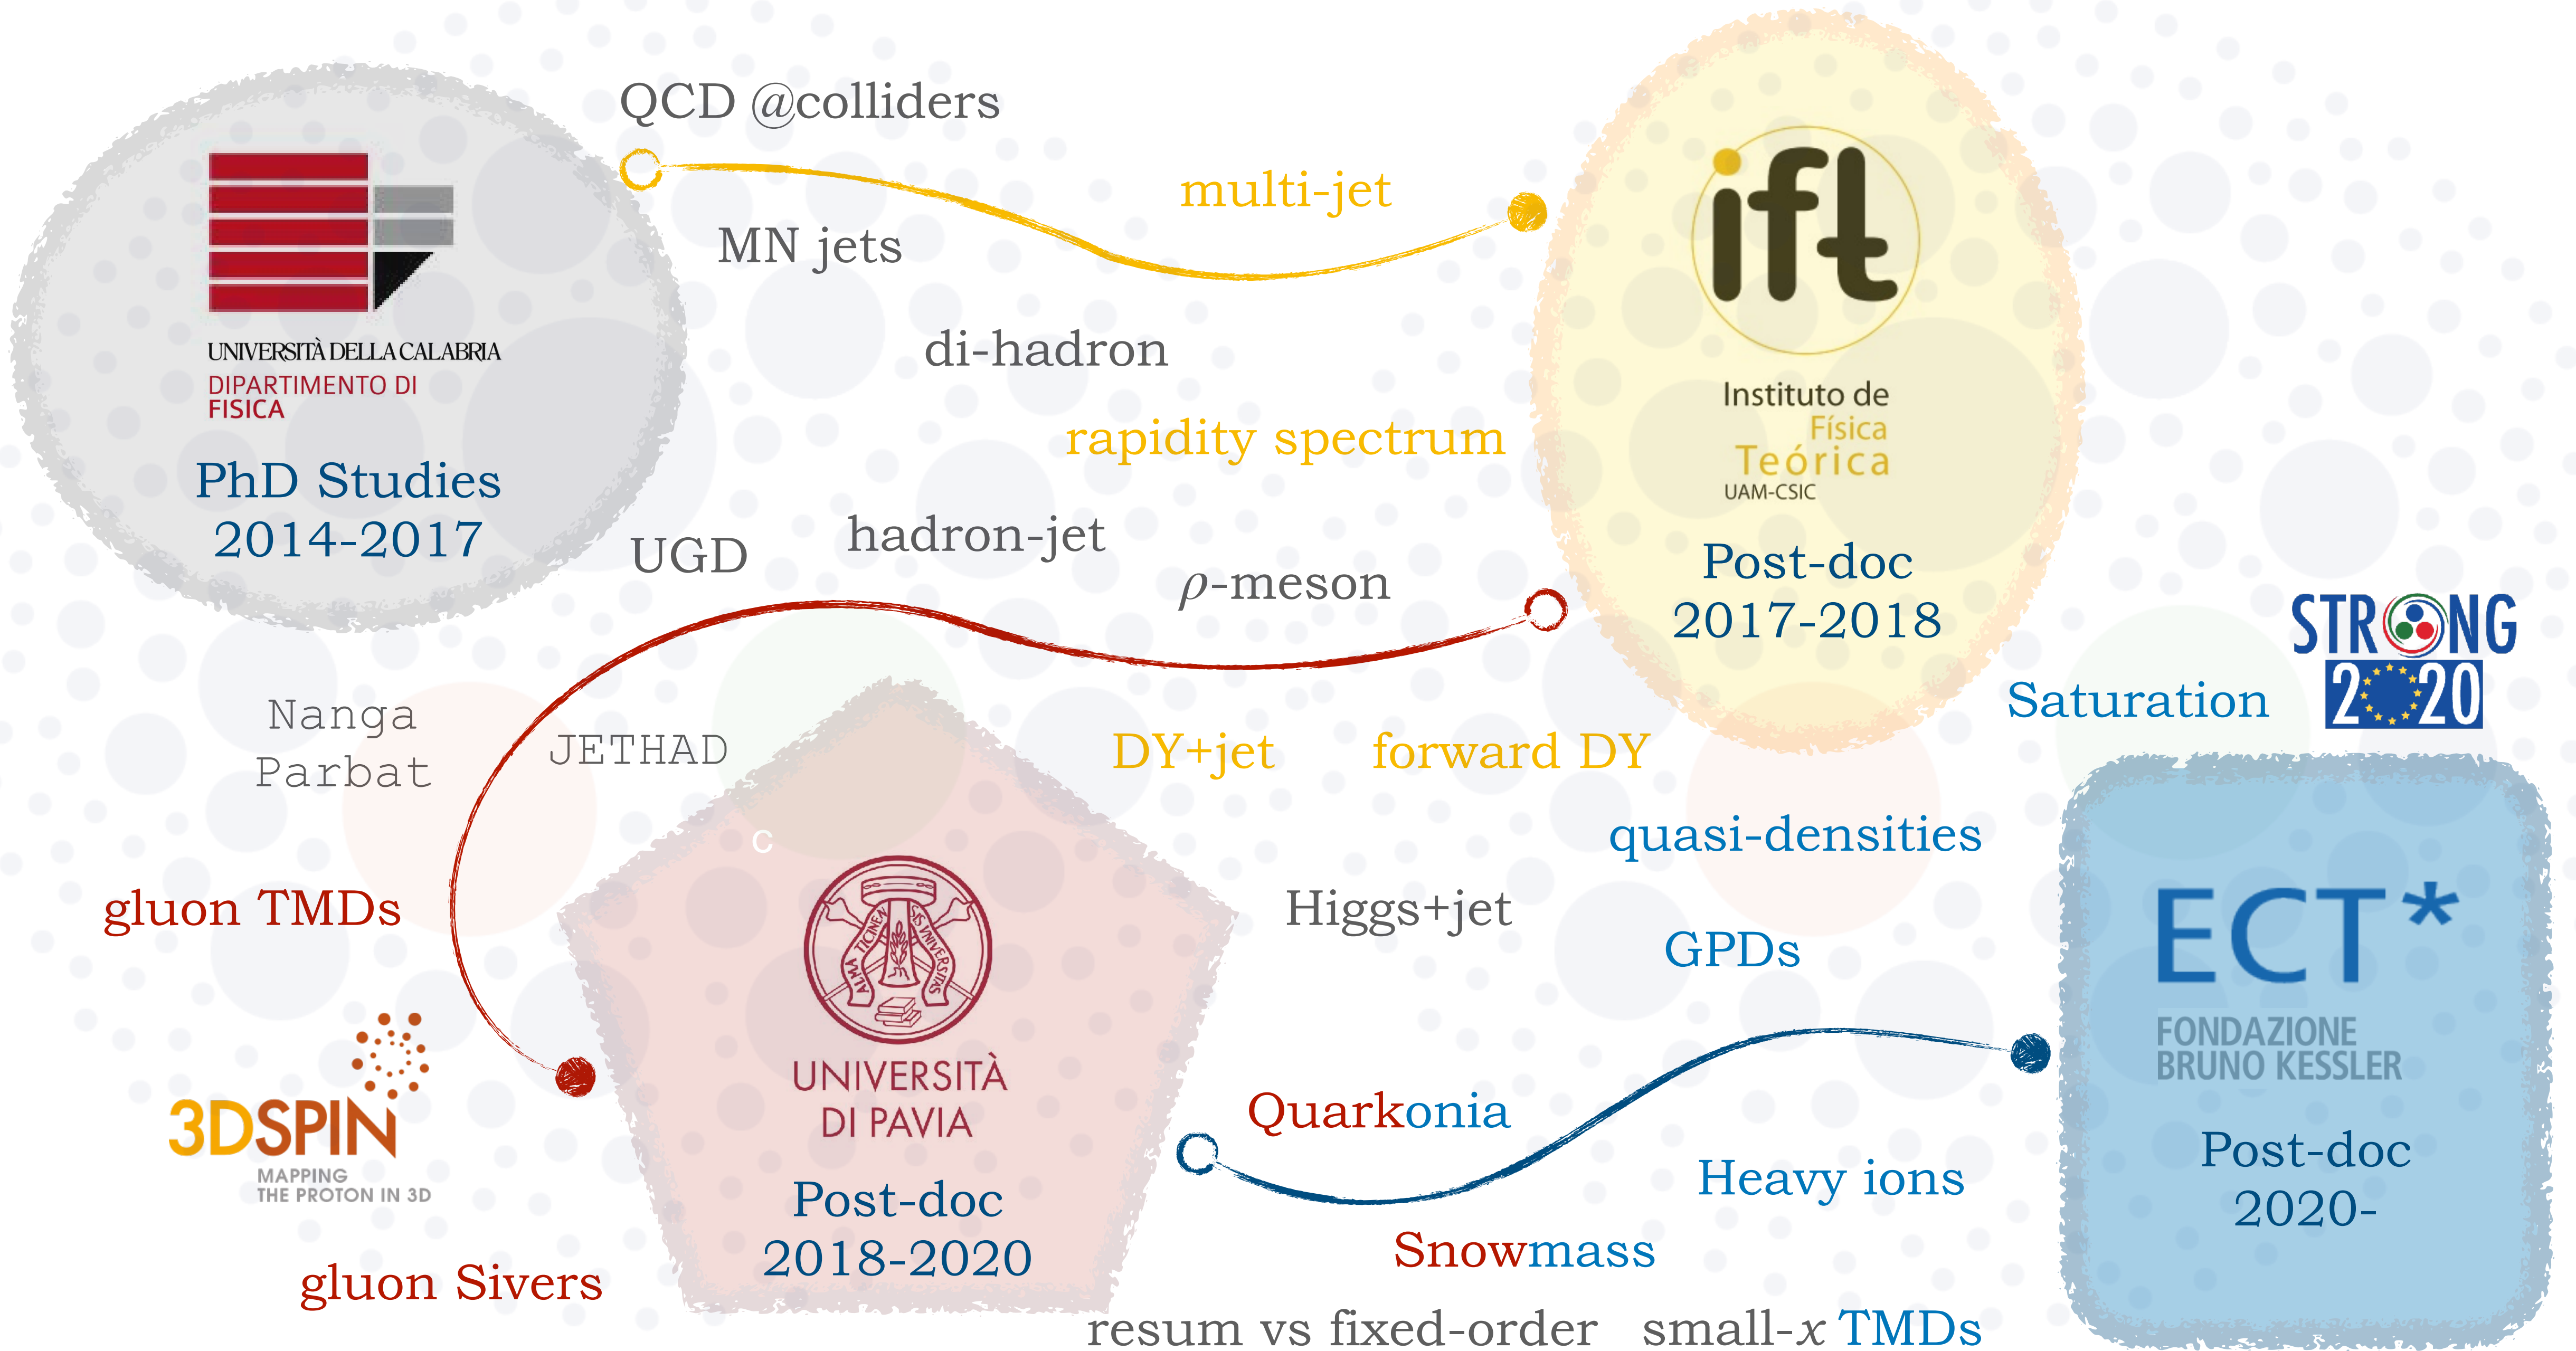 QCD @colliders
multi-jet
MN jets
di-hadron
rapidity spectrum
UNIVERSITÀ DELLA CALABRIA
DIPARTIMENTO DI
FISICA
PhD Studies
2014-2017
ift
Instituto de
Física
Teórica
UAM-CSIC
Post-doc
2017-2018
UGD
hadron-jet
ρ-meson
STRONG
2020
Saturation
Nanga
Parbat
JETHAD
DY+jet
forward DY
quasi-densities
c
gluon TMDs
Higgs+jet
GPDs
ALMA TICINENSIS UNIVERSITAS
UNIVERSITÀ
DI PAVIA
Post-doc
2018-2020
ECT*
FONDAZIONE
BRUNO KESSLER
Post-doc
2020-
3DSPIN
MAPPING
THE PROTON IN 3D
gluon Sivers
Quarkonia
Heavy ions
Snowmass
resum vs fixed-order
small-x TMDs